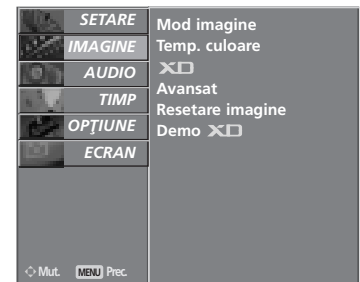 SETARE
IMAGINE
AUDIO
TIMP
OPŢIUNE
ECRAN
Mut. MENU Prec.
Mod imagine
Temp. culoare
XD
Avansat
Resetare imagine
Demo XD